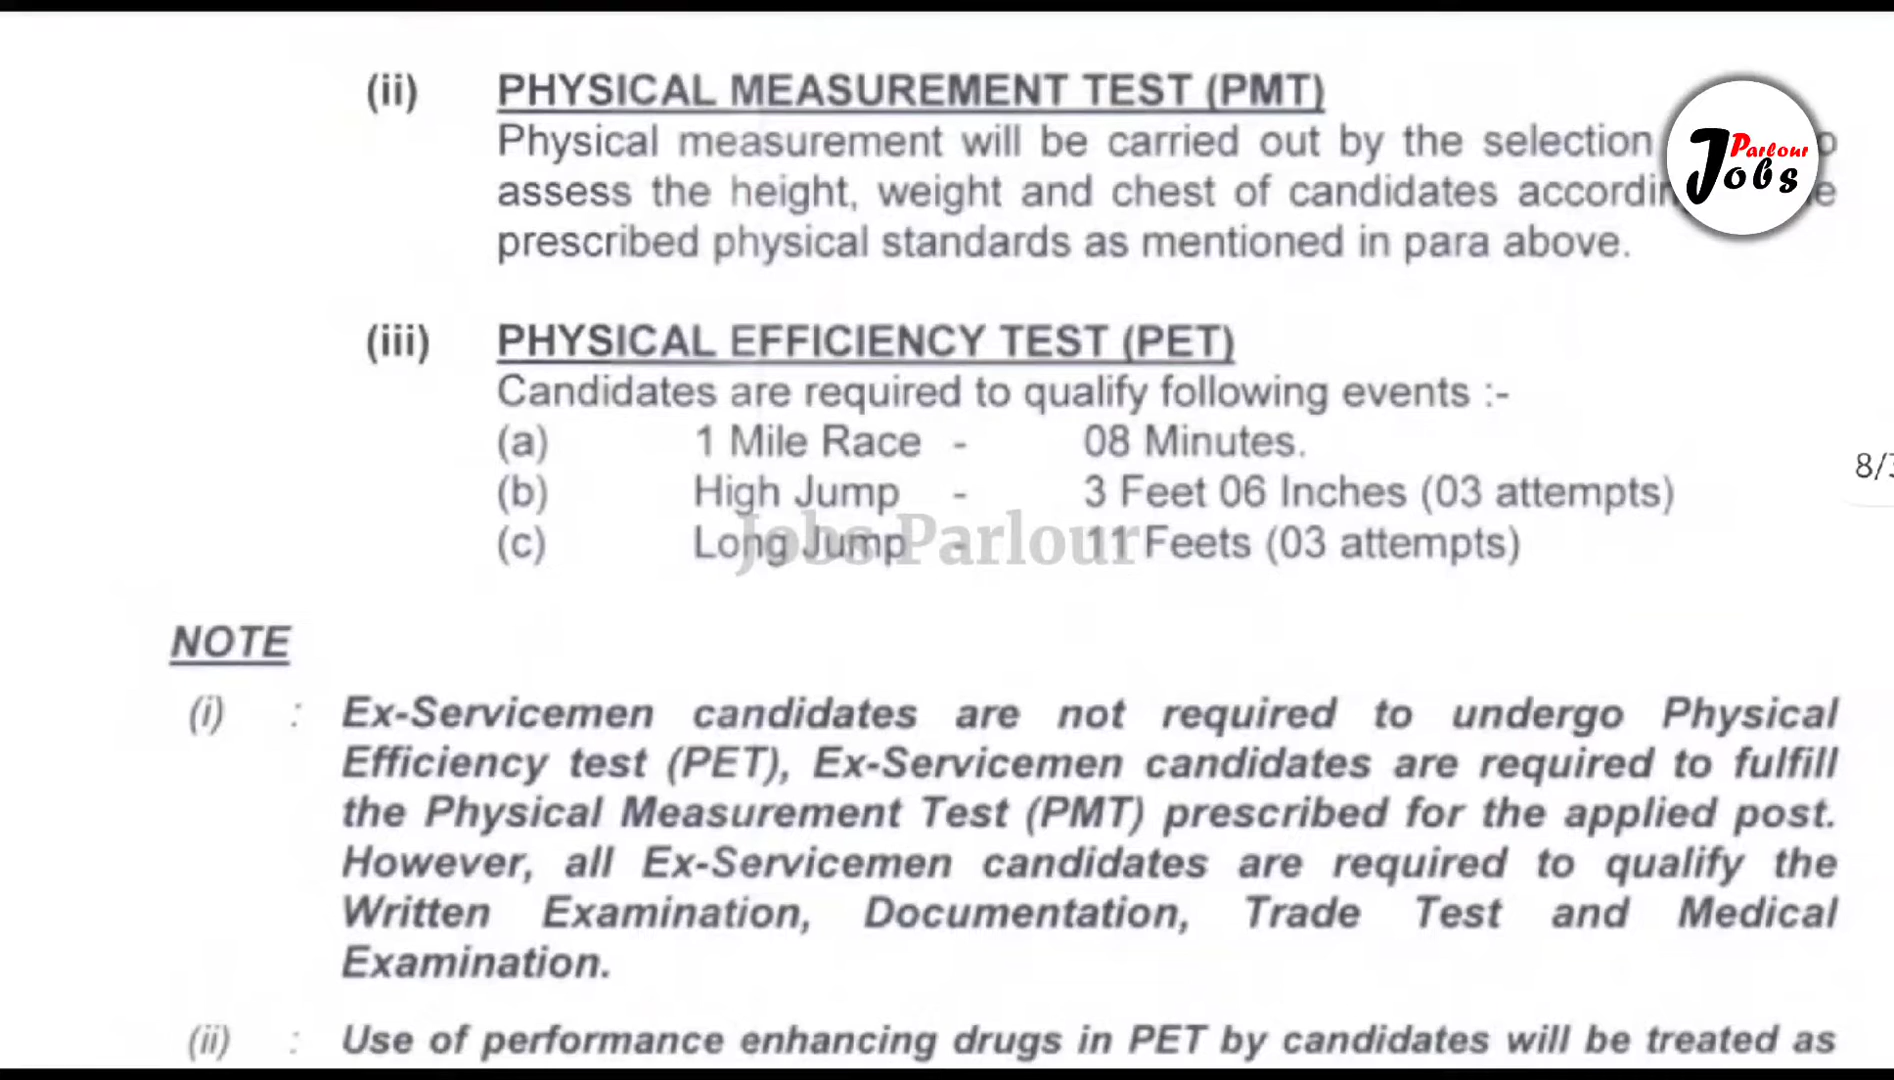 (ii) PHYSICAL MEASUREMENT TEST (PMT)
Physical measurement will be carried out by the selection
assess the height, weight and chest of candidates
prescribed physical standards as mentioned in para above.
Parlour
Jobs
(iii) PHYSICAL EFFICIENCY TEST (PET)
Candidates are required to qualify following events :-
(a) 1 Mile Race - 08 Minutes.
(b) High Jump - 3 Feet 06 Inches (03 attempts)
(c) Long Jump - 11 Feets (03 attempts)
Jobs Parlour
8/
NOTE
(i) : Ex-Servicemen candidates are not required to undergo Physical
Efficiency test (PET), Ex-Servicemen candidates are required to fulfill
the Physical Measurement Test (PMT) prescribed for the applied post.
However, all Ex-Servicemen candidates are required to qualify the
Written Examination, Documentation, Trade Test and Medical
Examination.
(ii) : Use of performance enhancing drugs in PET by candidates will be treated as